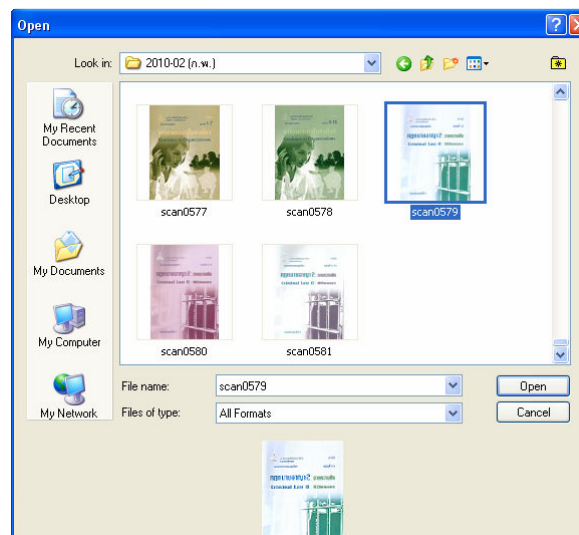 Open
Look in:
2010-02 (ก.พ.)
My Recent
Documents
Desktop
My Documents
My Computer
My Network
scan0577
scan0578
scan0579
scan0580
scan0581
File name:
scan0579
Open
Files of type:
All Formats
Cancel